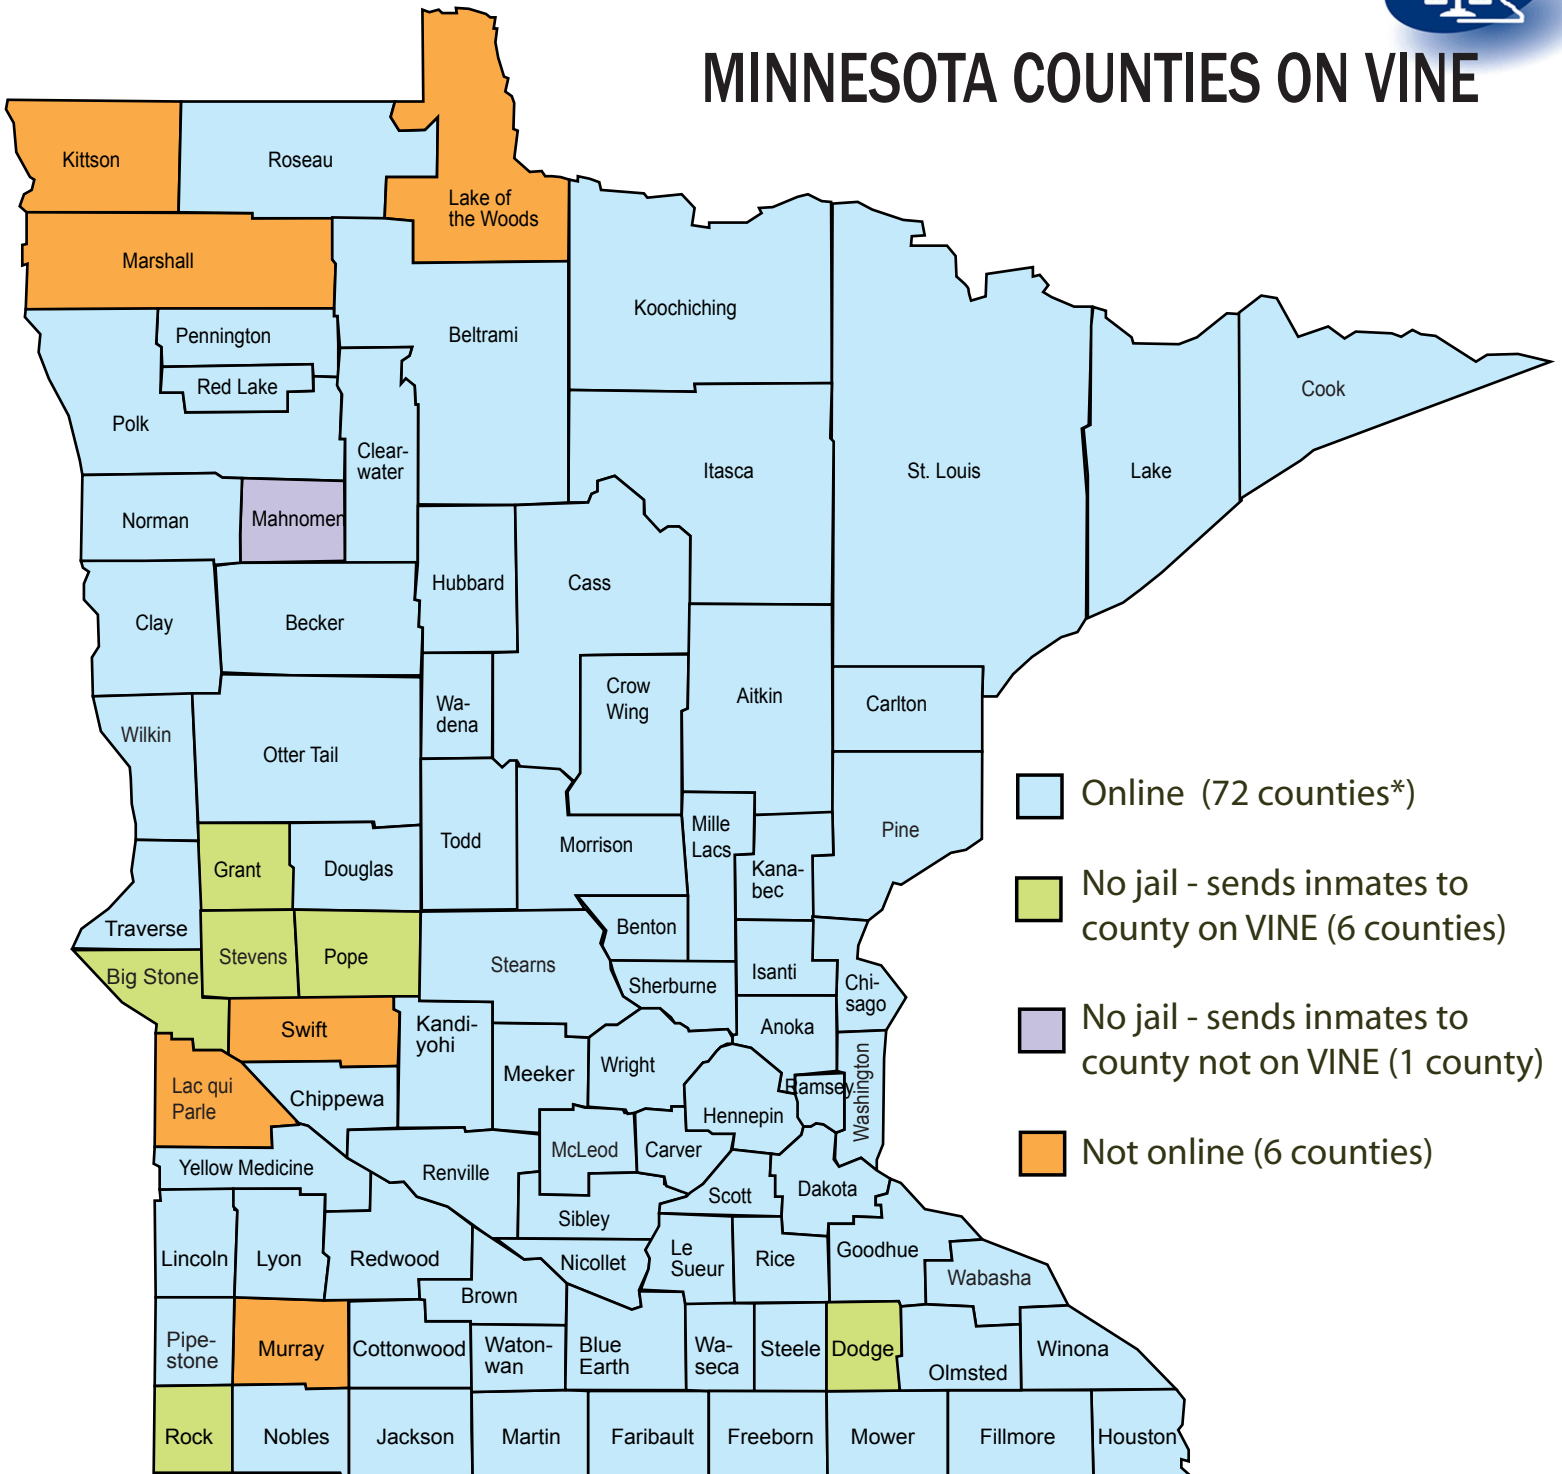 MINNESOTA COUNTIES ON VINE
Kittson
Roseau
Lake of
the Woods
Marshall
Koochiching
Pennington
Beltrami
Red Lake
Cook
Polk
Clear-
water
Itasca
St. Louis
Lake
Norman
Mahnomen
Hubbard
Cass
Clay
Becker
Wa-
dena
Crow
Wing
Aitkin
Carlton
Wilkin
Otter Tail
Online (72 counties*)
Todd
Morrison
Mille
Lacs
Pine
Grant
Douglas
Kana-
bec
No jail - sends inmates to
county on VINE (6 counties)
Traverse
Benton
Stevens
Pope
Stearns
Big Stone
Isanti
Sherburne
Chi-
sago
Swift
Kandi-
yohi
Anoka
No jail - sends inmates to
county not on VINE (1 county)
Wright
Meeker
Lac qui
Parle
Chippewa
Ramsey
Washington
Hennepin
McLeod
Carver
Not online (6 counties)
Yellow Medicine
Renville
Scott
Dakota
Sibley
Lincoln
Lyon
Redwood
Nicollet
Le
Sueur
Rice
Goodhue
Wabasha
Brown
Pipe-
stone
Murray
Cottonwood
Waton-
wan
Blue
Earth
Wa-
seca
Steele
Dodge
Olmsted
Winona
Rock
Nobles
Jackson
Martin
Faribault
Freeborn
Mower
Fillmore
Houston